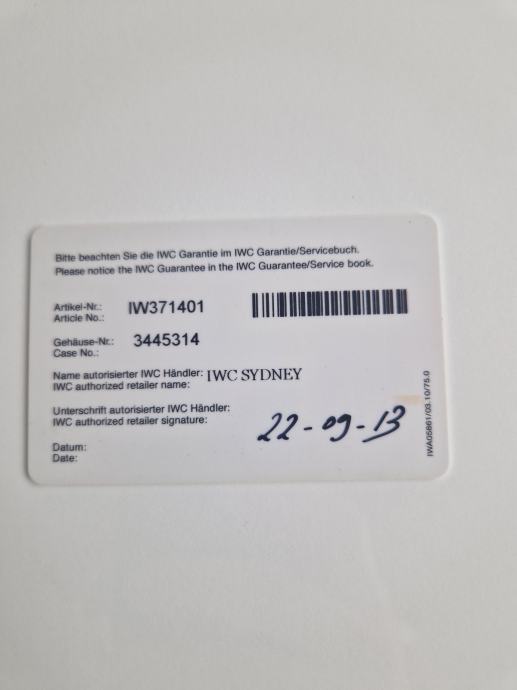 Bitte beachten Sie die IWC Garantie im IWC Garantie/Servicebuch.
Please notice the IWC Guarantee in the IWC Guarantee/Service book.
Artikel-Nr.: IW371401
Article No.:
Gehäuse-Nr.: 3445314
Case No.:
Name autorisierter IWC Händler: IWC SYDNEY
IWC authorized retailer name:
Unterschrift autorisierter IWC Händler:
IWC authorized retailer signature:
22-09-13
Datum:
Date:
IWA05861/03.10/75.0